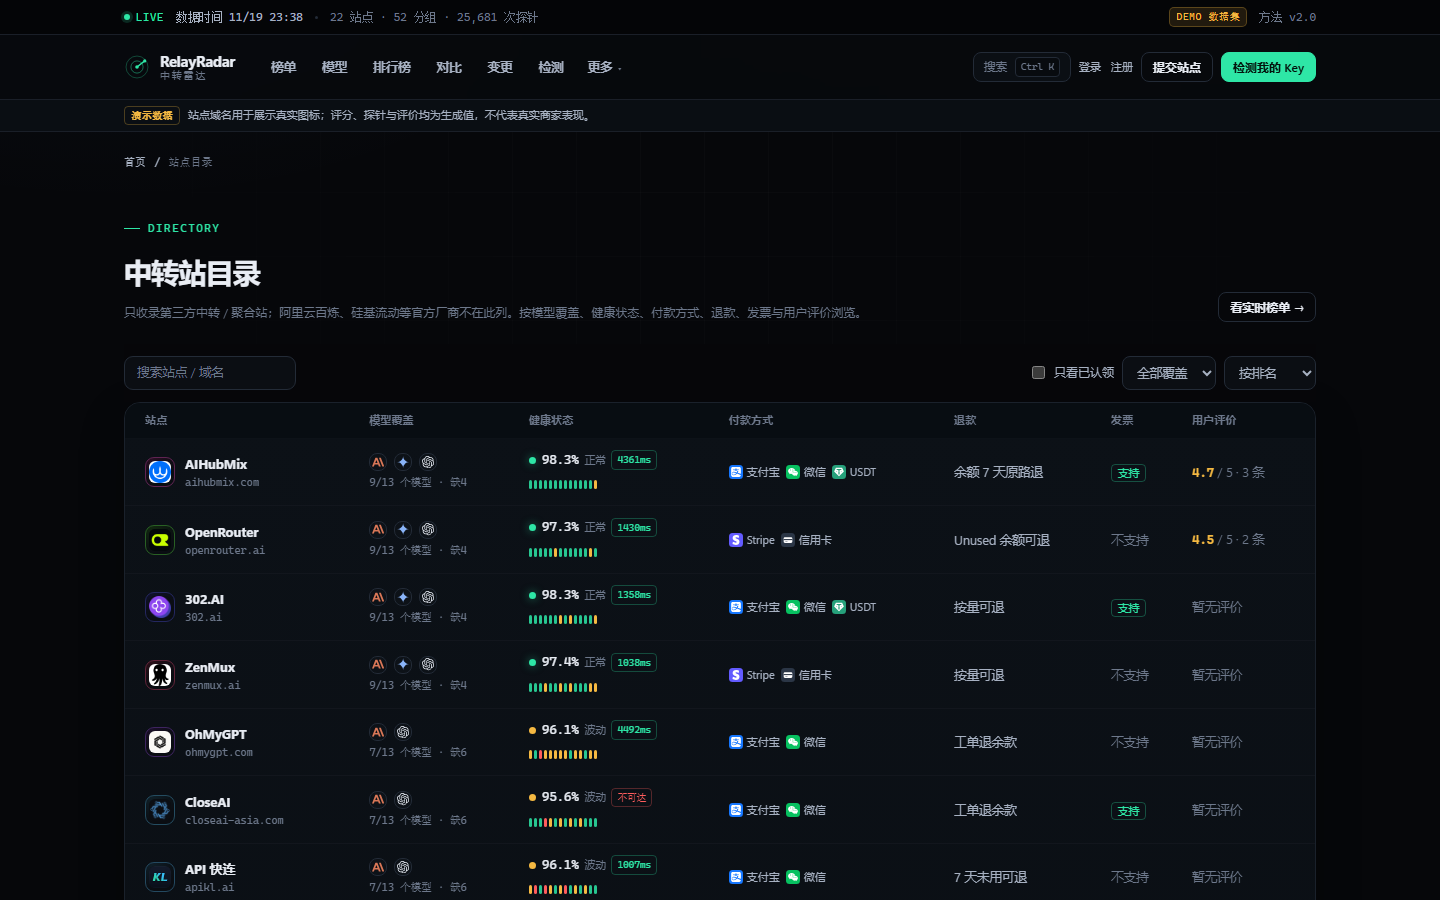 LIVE 数据时间 11/19 23:38 · 22 站点 · 52 分组 · 25,681 次探针
DEMO 数据集 方法 v2.0
RelayRadar
中转雷达
榜单 模型 排行榜 对比 变更 检测 更多
搜索 Ctrl K 登录 注册 提交站点 检测我的 Key
演示数据 站点域名用于展示真实图标；评分、探针与评价均为生成值，不代表真实商家表现。
首页 / 站点目录
DIRECTORY
中转站目录
只收录第三方中转 / 聚合站；阿里云百炼、硅基流动等官方厂商不在此列。按模型覆盖、健康状态、付款方式、退款、发票与用户评价浏览。
看实时榜单 →
搜索站点 / 域名
只看已认领 全部覆盖 按排名
站点 模型覆盖 健康状态 付款方式 退款 发票 用户评价
AIHubMix
aihubmix.com
9/13 个模型 · 缺4
98.3% 正常 4361ms
支付宝 微信 USDT
余额 7 天原路退
支持
4.7 / 5 · 3 条
OpenRouter
openrouter.ai
9/13 个模型 · 缺4
97.3% 正常 1430ms
Stripe 信用卡
Unused 余额可退
不支持
4.5 / 5 · 2 条
302.AI
302.ai
9/13 个模型 · 缺4
98.3% 正常 1358ms
支付宝 微信 USDT
按量可退
支持
暂无评价
ZenMux
zenmux.ai
9/13 个模型 · 缺4
97.4% 正常 1038ms
Stripe 信用卡
按量可退
不支持
暂无评价
OhMyGPT
ohmygpt.com
7/13 个模型 · 缺6
96.1% 波动 4492ms
支付宝 微信
工单退余款
不支持
暂无评价
CloseAI
closeai-asia.com
7/13 个模型 · 缺6
95.6% 波动 不可达
支付宝 微信
工单退余款
支持
暂无评价
KL
API 快连
apikl.ai
7/13 个模型 · 缺6
96.1% 波动 1007ms
支付宝 微信
7 天未用可退
不支持
暂无评价